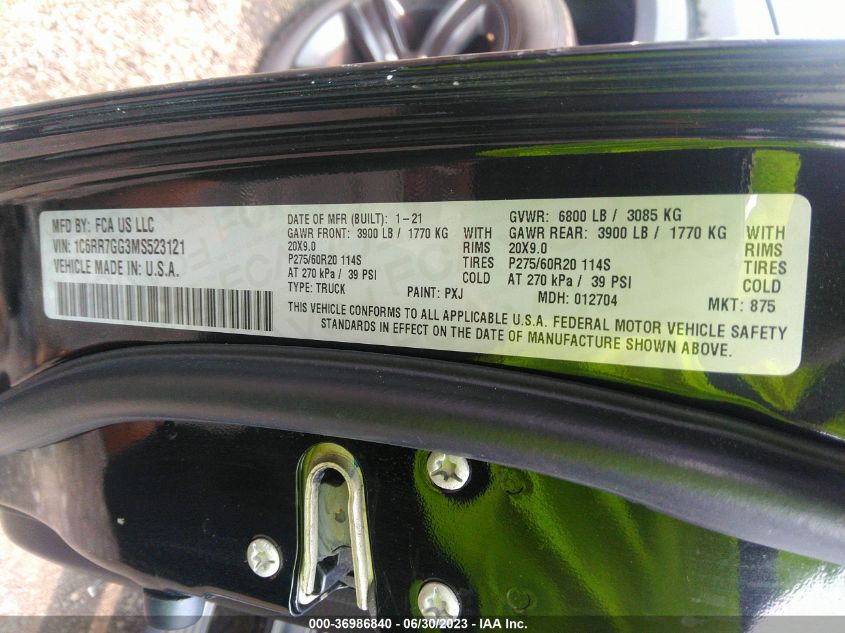 MFD BY: FCA US LLC
VIN: 1C6RR7GG3MS523121
VEHICLE MADE IN U.S.A.
DATE OF MFR (BUILT): 1-21
GAWR FRONT: 3900 LB / 1770 KG WITH
20X9.0 RIMS
P275/60R20 114S TIRES
AT 270 kPa / 39 PSI COLD
TYPE: TRUCK PAINT: PXJ
GVWR: 6800 LB / 3085 KG
GAWR REAR: 3900 LB / 1770 KG WITH
20X9.0 RIMS
P275/60R20 114S TIRES
AT 270 kPa / 39 PSI COLD
MDH: 012704 MKT: 875
THIS VEHICLE CONFORMS TO ALL APPLICABLE U.S.A. FEDERAL MOTOR VEHICLE SAFETY
STANDARDS IN EFFECT ON THE DATE OF MANUFACTURE SHOWN ABOVE.
000-36986840 - 06/30/2023 - IAA Inc.